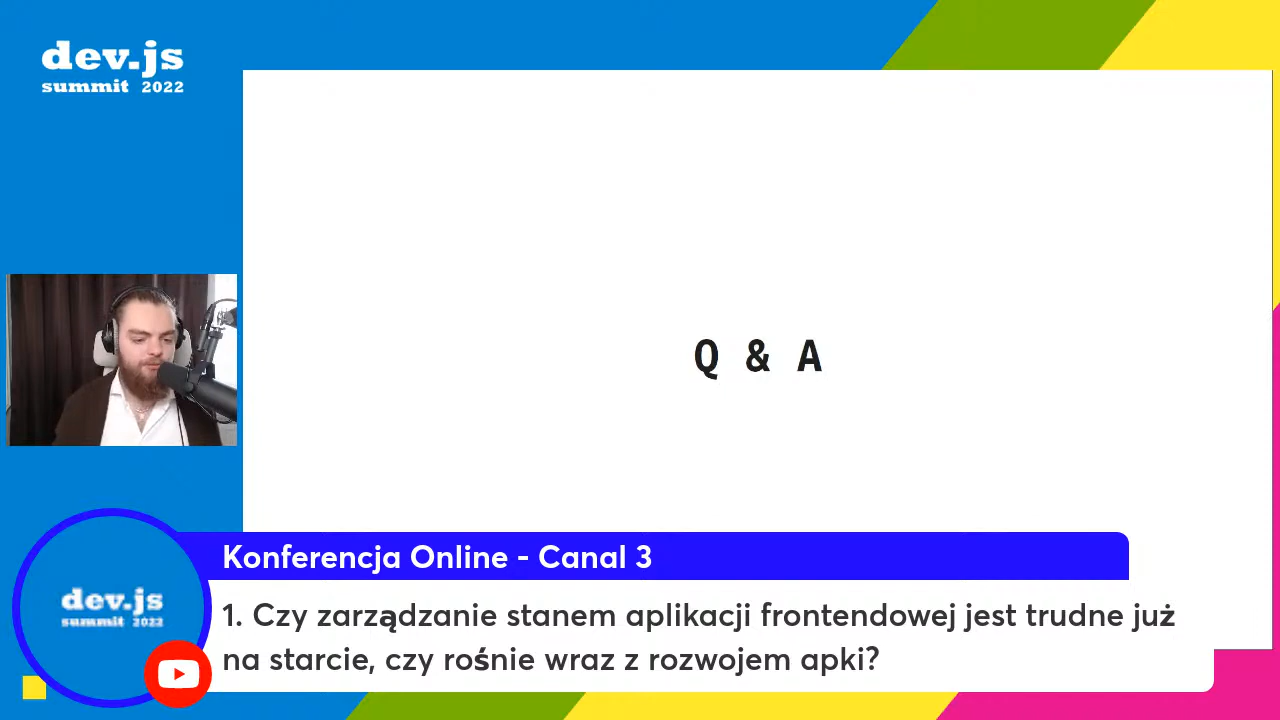 dev.js
summit 2022
Q & A
Konferencja Online - Canal 3
dev.js
summit 2022
1. Czy zarządzanie stanem aplikacji frontendowej jest trudne już
na starcie, czy rośnie wraz z rozwojem apki?